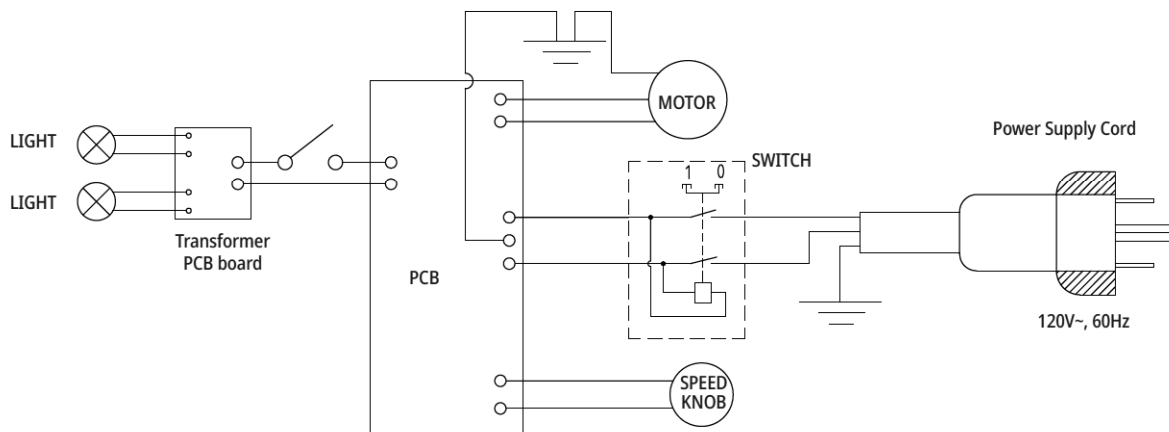 LIGHT
LIGHT
Transformer
PCB board
PCB
MOTOR
SWITCH
1 0
SPEED
KNOB
Power Supply Cord
120V~, 60Hz